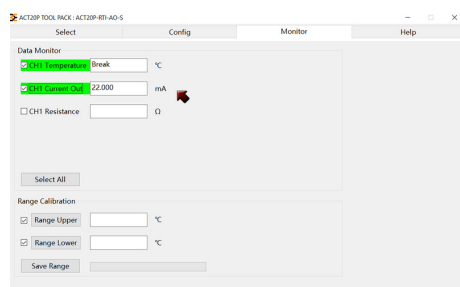 ACT20P TOOL PACK : ACT20P-RTI-AO-S
Select Config Monitor Help
Data Monitor
CH1 Temperature Break °C
CH1 Current Out 22.000 mA
CH1 Resistance Ω
Select All
Range Calibration
Range Upper °C
Range Lower °C
Save Range